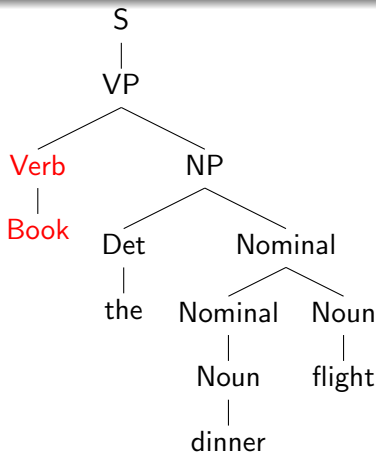 S
VP
Verb NP
Book
Det Nominal
the Nominal Noun
Noun flight
dinner